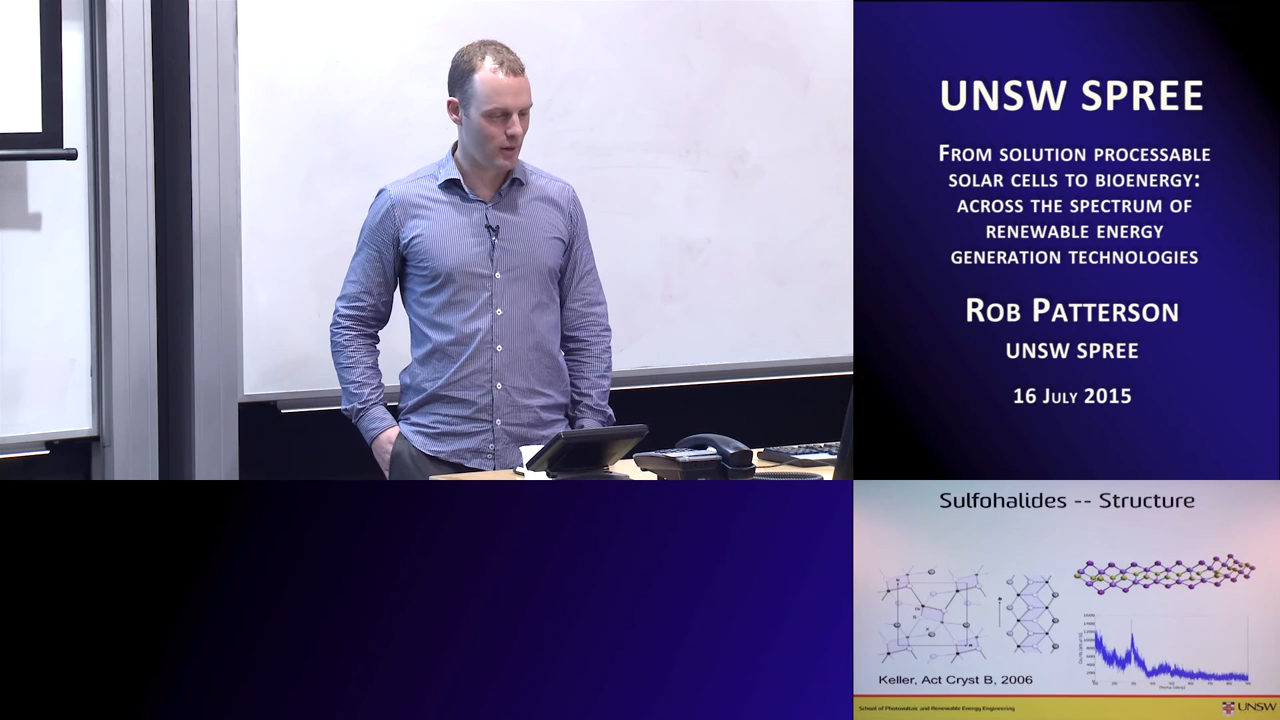 UNSW SPREE
FROM SOLUTION PROCESSABLE
SOLAR CELLS TO BIOENERGY:
ACROSS THE SPECTRUM OF
RENEWABLE ENERGY
GENERATION TECHNOLOGIES
ROB PATTERSON
UNSW SPREE
16 JULY 2015
Sulfohalides -- Structure
Keller, Act Cryst B, 2006
School of Photovoltaic and Renewable Energy Engineering
UNSW